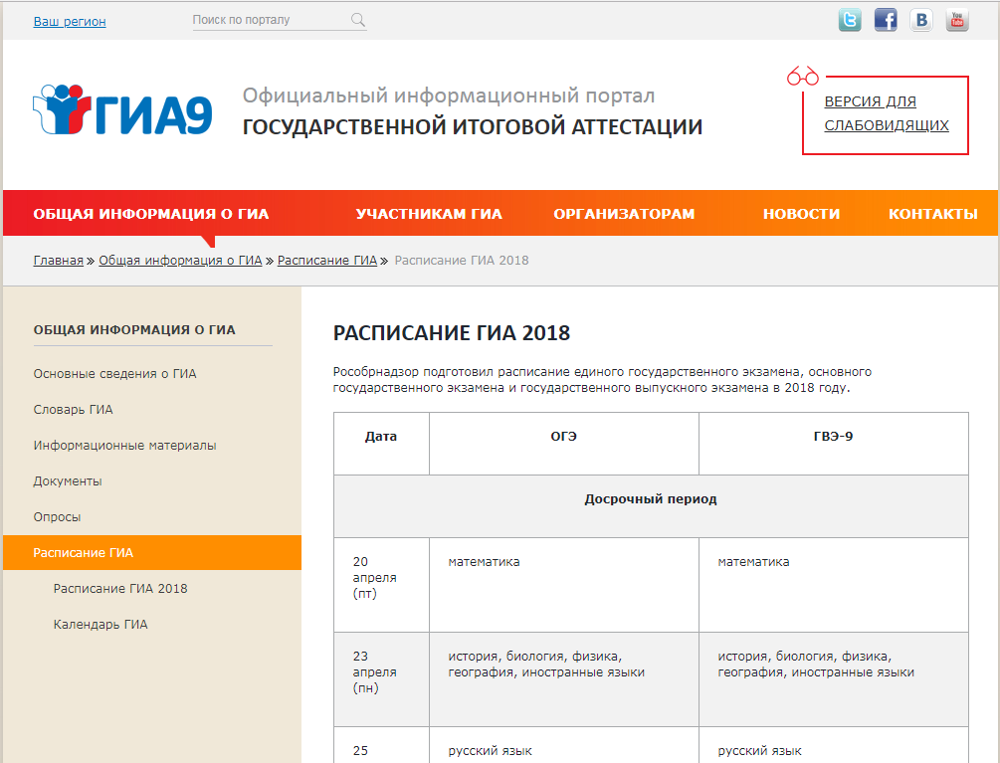 Ваш регион
Поиск по порталу
You
Tube
ГИА9
Официальный информационный портал
ГОСУДАРСТВЕННОЙ ИТОГОВОЙ АТТЕСТАЦИИ
ВЕРСИЯ ДЛЯ
СЛАБОВИДЯЩИХ
ОБЩАЯ ИНФОРМАЦИЯ О ГИА УЧАСТНИКАМ ГИА ОРГАНИЗАТОРАМ НОВОСТИ КОНТАКТЫ
Главная » Общая информация о ГИА » Расписание ГИА » Расписание ГИА 2018
ОБЩАЯ ИНФОРМАЦИЯ О ГИА
Основные сведения о ГИА
Словарь ГИА
Информационные материалы
Документы
Опросы
Расписание ГИА
Расписание ГИА 2018
Календарь ГИА
РАСПИСАНИЕ ГИА 2018
Рособрнадзор подготовил расписание единого государственного экзамена, основного
государственного экзамена и государственного выпускного экзамена в 2018 году.
Дата ОГЭ ГВЭ-9
Досрочный период
20
апреля
(пт)
математика
математика
23
апреля
(пн)
история, биология, физика,
география, иностранные языки
история, биология, физика,
география, иностранные языки
25
русский язык
русский язык